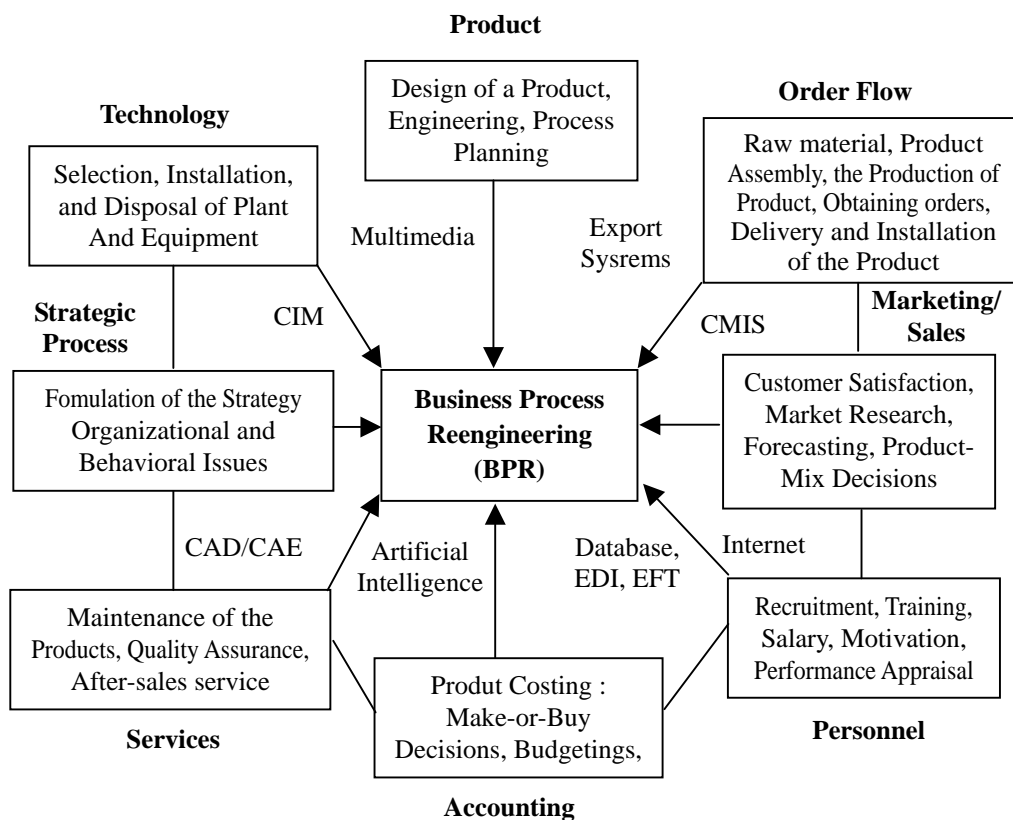 Product
Design of a Product,
Engineering, Process
Planning
Technology
Selection, Installation,
and Disposal of Plant
And Equipment
Order Flow
Raw material, Product
Assembly, the Production of
Product, Obtaining orders,
Delivery and Installation
of the Product
Multimedia
Export
Sysrems
CIM
CMIS
Strategic
Process
Marketing/
Sales
Fomulation of the Strategy
Organizational and
Behavioral Issues
Business Process
Reengineering
(BPR)
Customer Satisfaction,
Market Research,
Forecasting, Product-
Mix Decisions
CAD/CAE
Artificial
Intelligence
Database,
EDI, EFT
Internet
Maintenance of the
Products, Quality Assurance,
After-sales service
Services
Produt Costing :
Make-or-Buy
Decisions, Budgetings,
Accounting
Recruitment, Training,
Salary, Motivation,
Performance Appraisal
Personnel